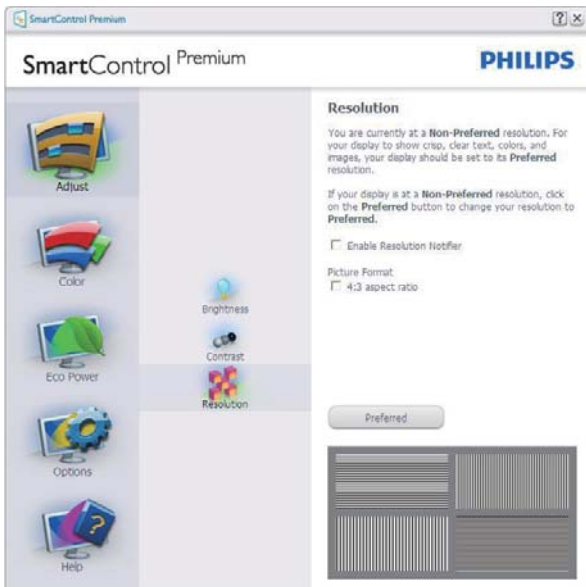 SmartControl Premium
SmartControl Premium
PHILIPS
Adjust
Color
Eco Power
Options
Help
Brightness
Contrast
Resolution
Resolution
You are currently at a Non-Preferred resolution. For
your display to show crisp, clear text, colors, and
images, your display should be set to its Preferred
resolution.
If your display is at a Non-Preferred resolution, click
on the Preferred button to change your resolution to
Preferred.
Enable Resolution Notifier
Picture Format
4:3 aspect ratio
Preferred